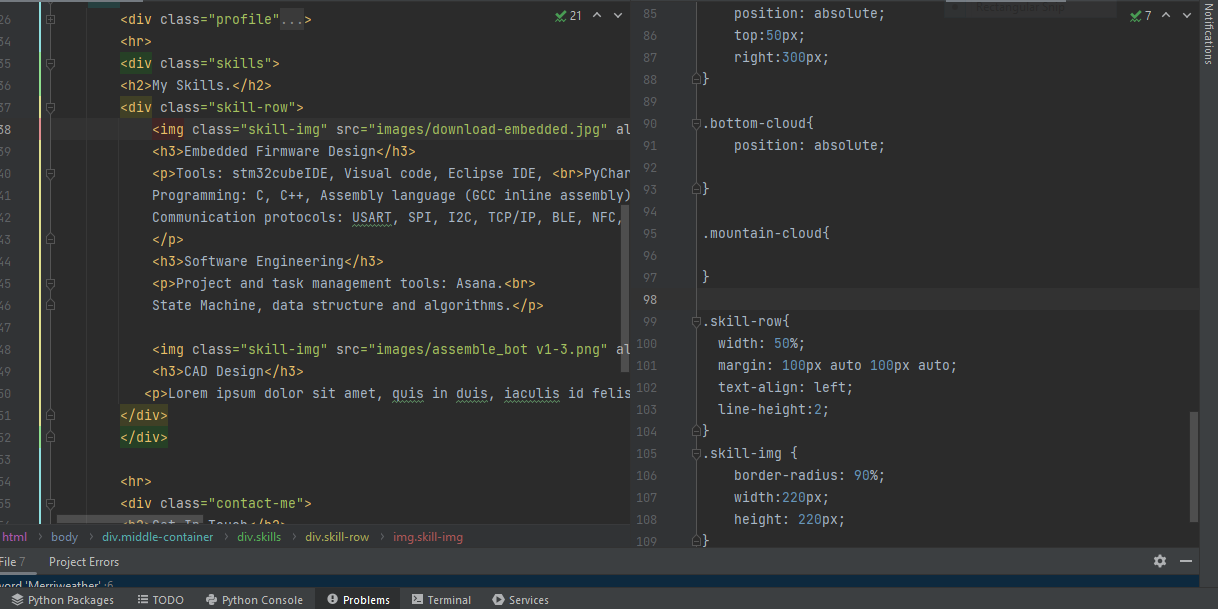 26 <div class="profile"...>
34 <hr>
35 <div class="skills">
36 <h2>My Skills.</h2>
37 <div class="skill-row">
38 <img class="skill-img" src="images/download-embedded.jpg" al
39 <h3>Embedded Firmware Design</h3>
40 <p>Tools: stm32cubeIDE, Visual code, Eclipse IDE, <br>PyChar
41 Programming: C, C++, Assembly language (GCC inline assembly)
42 Communication protocols: USART, SPI, I2C, TCP/IP, BLE, NFC,
43 </p>
44 <h3>Software Engineering</h3>
45 <p>Project and task management tools: Asana.<br>
46 State Machine, data structure and algorithms.</p>
47
48 <img class="skill-img" src="images/assemble_bot v1-3.png" al
49 <h3>CAD Design</h3>
50 <p>Lorem ipsum dolor sit amet, quis in duis, iaculis id felis
51 </div>
52 </div>
53
54 <hr>
55 <div class="contact-me">
<h2>Get In Touch</h2>
21
85 position: absolute;
86 top:50px;
87 right:300px;
88 }
89
90 .bottom-cloud{
91 position: absolute;
92
93 }
94
95 .mountain-cloud{
96
97 }
98
99 .skill-row{
100 width: 50%;
101 margin: 100px auto 100px auto;
102 text-align: left;
103 line-height:2;
104 }
105 .skill-img {
106 border-radius: 90%;
107 width:220px;
108 height: 220px;
109 }
7
Notifications
html > body > div.middle-container > div.skills > div.skill-row > img.skill-img
File 7 Project Errors
word 'Merriweather' :6
Python Packages TODO Python Console Problems Terminal Services